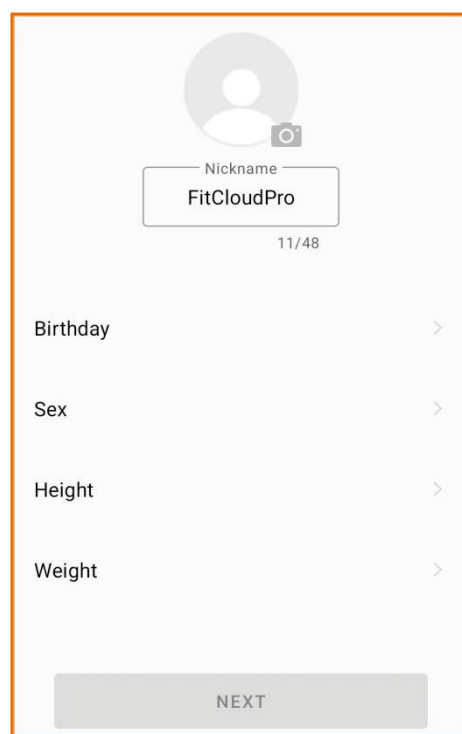 Nickname
FitCloudPro
11/48
Birthday
Sex
Height
Weight
NEXT